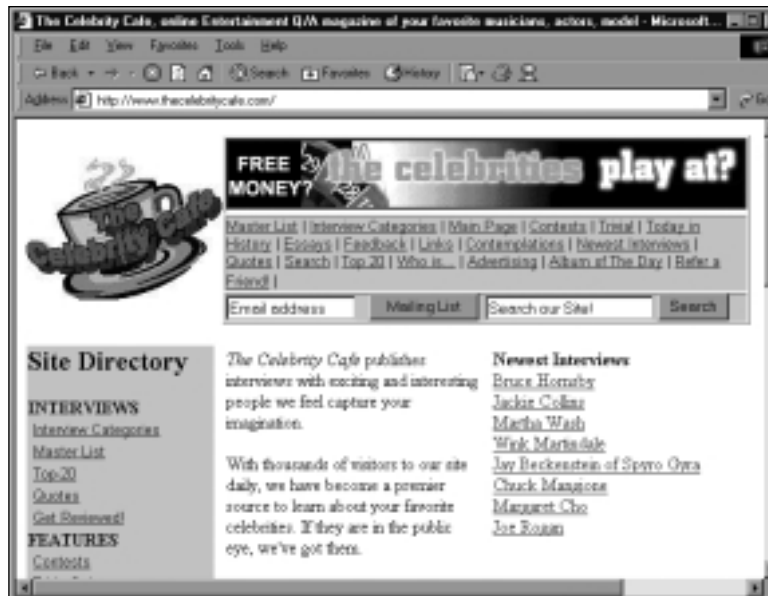 The Celebrity Cafe, online Entertainment Q/A magazine of your favorite musicians, actors, model - Microsoft...
File Edit View Favorites Tools Help
Back Search Favorites History
Address http://www.thecelebritycafe.com/ Go
The
Celebrity Cafe
FREE
MONEY?
the celebrities play at?
Master List | Interview Categories | Main Page | Contests | Trivia! | Today in
History | Essays | Feedback | Links | Contemplations | Newest Interviews |
Quotes | Search | Top 20 | Who is... | Advertising | Album of The Day | Refer a
Friend! |
Email address Mailing List Search our Site! Search
Site Directory
INTERVIEWS
Interview Categories
Master List
Top-20
Quotes
Get Reviewed!
FEATURES
Contests
The Celebrity Cafe publishes
interviews with exciting and interesting
people we feel capture your
imagination.
With thousands of visitors to our site
daily, we have become a premier
source to learn about your favorite
celebrities. If they are in the public
eye, we've got them.
Newest Interviews
Bruce Hornsby
Jackie Collins
Martha Wash
Wink Martindale
Jay Beckenstein of Spyro Gyra
Chuck Mangione
Margaret Cho
Joe Rogan